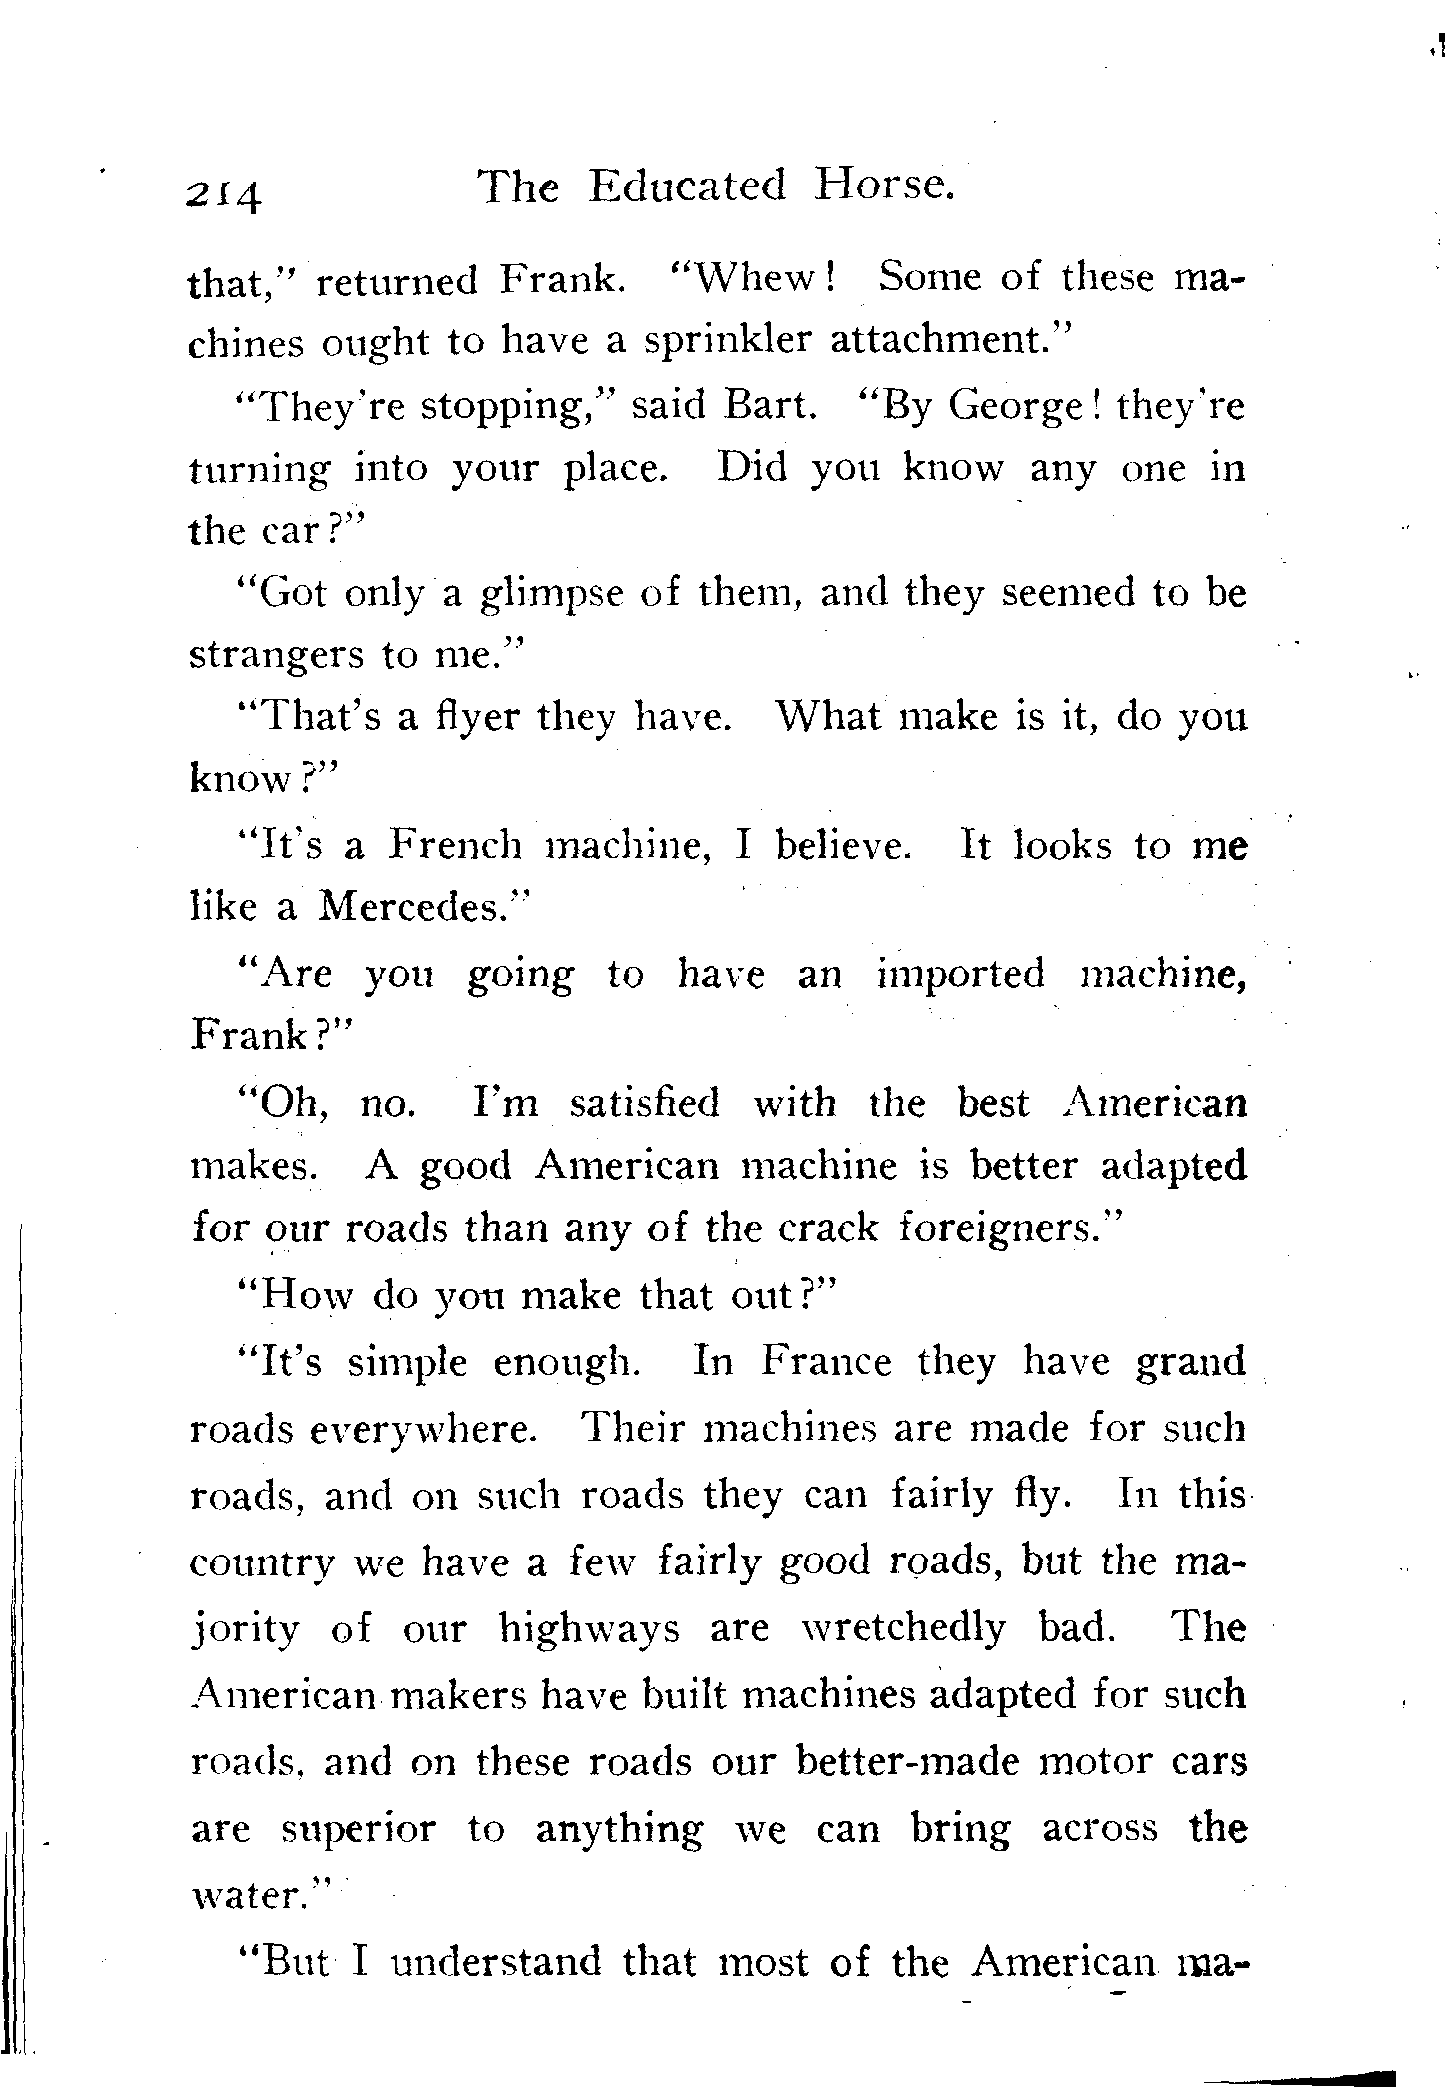 214 The Educated Horse.
that,” returned Frank. “Whew! Some of these ma-
chines ought to have a sprinkler attachment.”
“They’re stopping,” said Bart. “By George! they’re
turning into your place. Did you know any one in
the car?”
“Got only a glimpse of them, and they seemed to be
strangers to me.”
“That’s a flyer they have. What make is it, do you
know?”
“It’s a French machine, I believe. It looks to me
like a Mercedes.”
“Are you going to have an imported machine,
Frank?”
“Oh, no. I’m satisfied with the best American
makes. A good American machine is better adapted
for our roads than any of the crack foreigners.”
“How do you make that out?”
“It’s simple enough. In France they have grand
roads everywhere. Their machines are made for such
roads, and on such roads they can fairly fly. In this
country we have a few fairly good roads, but the ma-
jority of our highways are wretchedly bad. The
American makers have built machines adapted for such
roads, and on these roads our better-made motor cars
are superior to anything we can bring across the
water.”
“But I understand that most of the American ma-